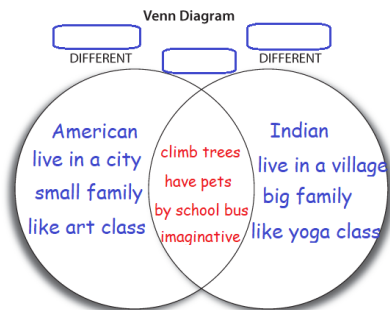 Venn Diagram
DIFFERENT
DIFFERENT
American
live in a city
small family
like art class
climb trees
have pets
by school bus
imaginative
Indian
live in a village
big family
like yoga class